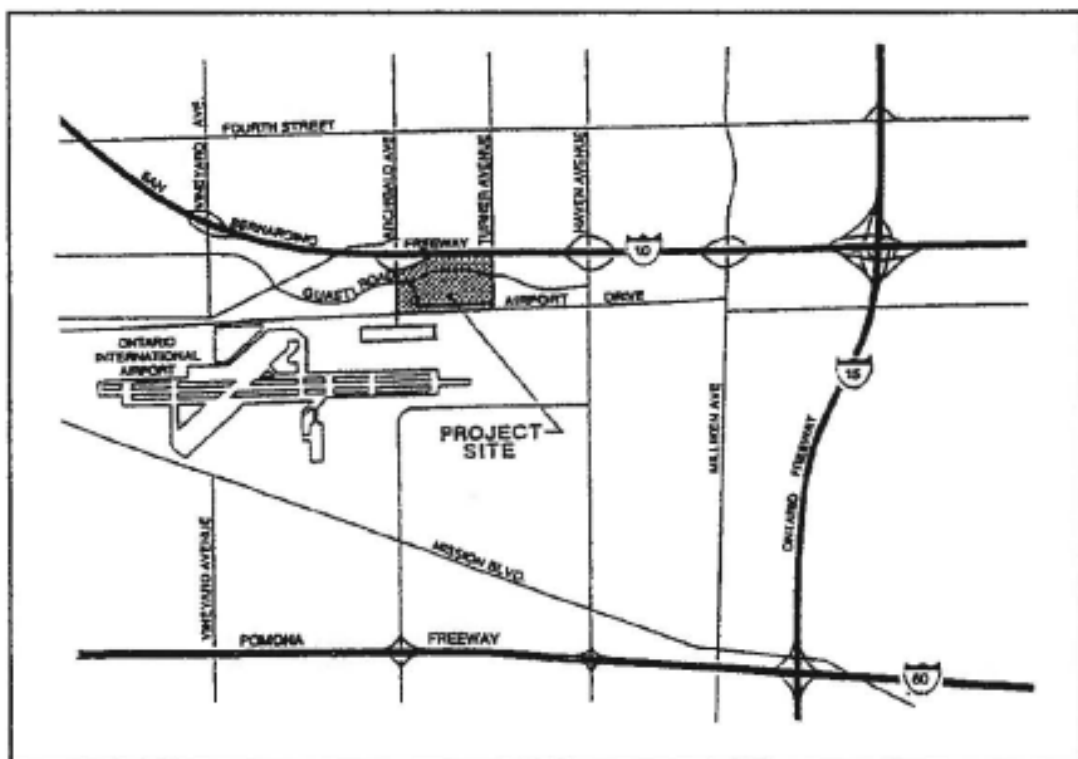 VINEYARD AVE.
FOURTH STREET
ARCHIBALD AVE
TURNER AVENUE
HAVEN AVENUE
SAN
BERNARDINO
FREEWAY
10
GUASTI ROAD
AIRPORT DRIVE
ONTARIO
INTERNATIONAL
AIRPORT
15
PROJECT
SITE
MILLIKEN AVE
ONTARIO FREEWAY
VINEYARD AVENUE
MISSION BLVD.
POMONA FREEWAY
60